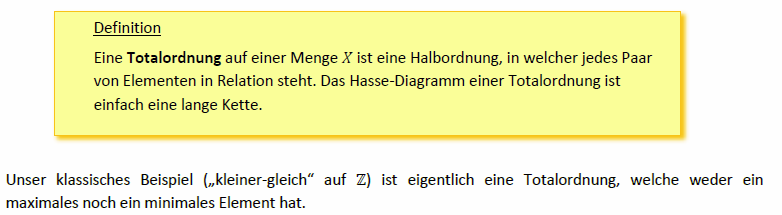 Definition
Eine Totalordnung auf einer Menge X ist eine Halbordnung, in welcher jedes Paar
von Elementen in Relation steht. Das Hasse-Diagramm einer Totalordnung ist
einfach eine lange Kette.
Unser klassisches Beispiel („kleiner-gleich“ auf ℤ) ist eigentlich eine Totalordnung, welche weder ein
maximales noch ein minimales Element hat.